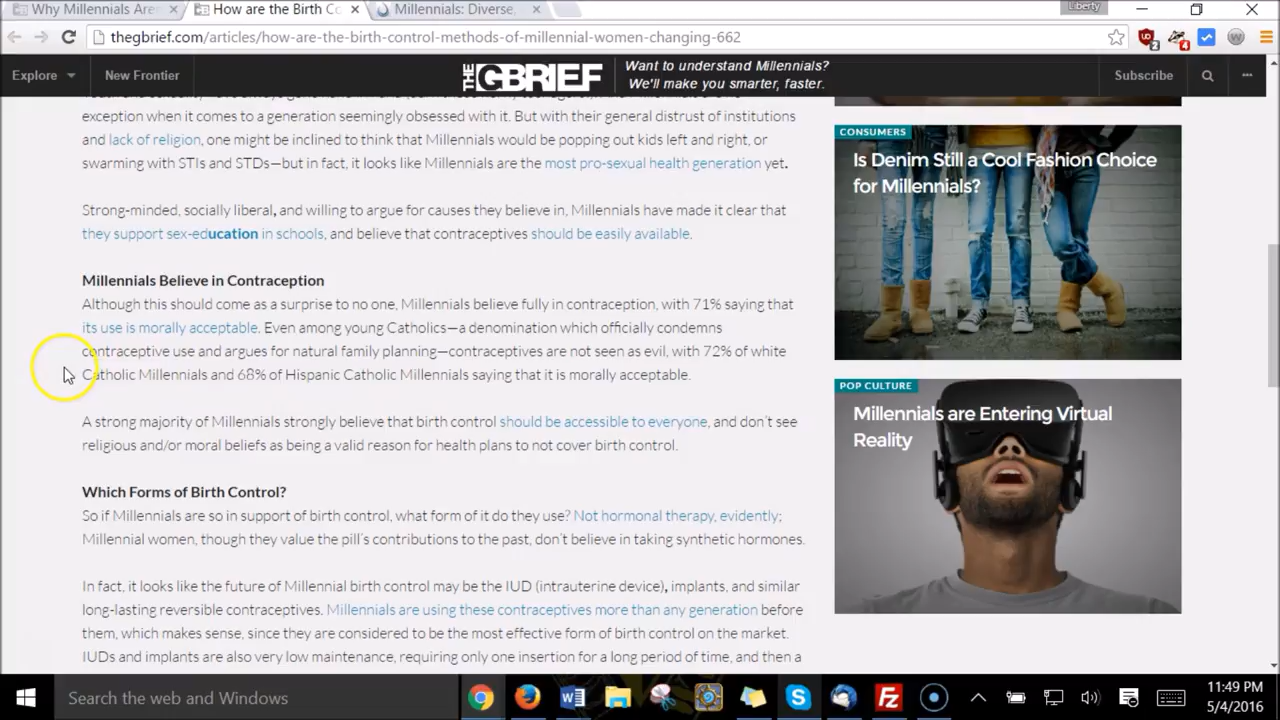 Why Millennials Aren
How are the Birth Co
Millennials: Diverse,
Liberty
thegbrief.com/articles/how-are-the-birth-control-methods-of-millennial-women-changing-662
2
4
Explore
New Frontier
THE GBRIEF
Want to understand Millennials?
We'll make you smarter, faster.
Subscribe
exception when it comes to a generation seemingly obsessed with it. But with their general distrust of institutions
and lack of religion, one might be inclined to think that Millennials would be popping out kids left and right, or
swarming with STIs and STDs—but in fact, it looks like Millennials are the most pro-sexual health generation yet.
Strong-minded, socially liberal, and willing to argue for causes they believe in, Millennials have made it clear that
they support sex-education in schools, and believe that contraceptives should be easily available.
Millennials Believe in Contraception
Although this should come as a surprise to no one, Millennials believe fully in contraception, with 71% saying that
its use is morally acceptable. Even among young Catholics—a denomination which officially condemns
contraceptive use and argues for natural family planning—contraceptives are not seen as evil, with 72% of white
Catholic Millennials and 68% of Hispanic Catholic Millennials saying that it is morally acceptable.
A strong majority of Millennials strongly believe that birth control should be accessible to everyone, and don't see
religious and/or moral beliefs as being a valid reason for health plans to not cover birth control.
Which Forms of Birth Control?
So if Millennials are so in support of birth control, what form of it do they use? Not hormonal therapy, evidently;
Millennial women, though they value the pill's contributions to the past, don't believe in taking synthetic hormones.
In fact, it looks like the future of Millennial birth control may be the IUD (intrauterine device), implants, and similar
long-lasting reversible contraceptives. Millennials are using these contraceptives more than any generation before
them, which makes sense, since they are considered to be the most effective form of birth control on the market.
IUDs and implants are also very low maintenance, requiring only one insertion for a long period of time, and then a
CONSUMERS
Is Denim Still a Cool Fashion Choice
for Millennials?
POP CULTURE
Millennials are Entering Virtual
Reality
Search the web and Windows
11:49 PM
5/4/2016